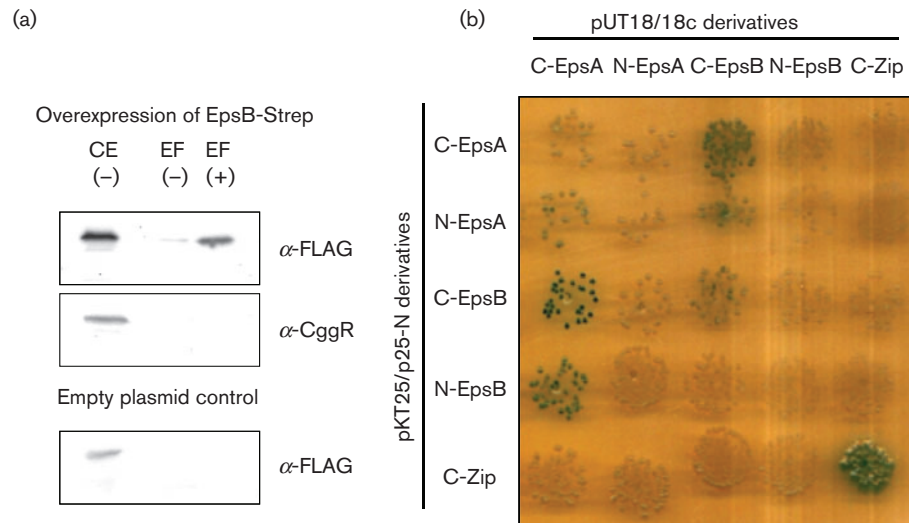 (a)
Overexpression of EpsB-Strep
CE EF EF
(–) (–) (+)
α-FLAG
α-CggR
Empty plasmid control
α-FLAG
(b)
pUT18/18c derivatives
C-EpsA N-EpsA C-EpsB N-EpsB C-Zip
pKT25/p25-N derivatives
C-EpsA
N-EpsA
C-EpsB
N-EpsB
C-Zip